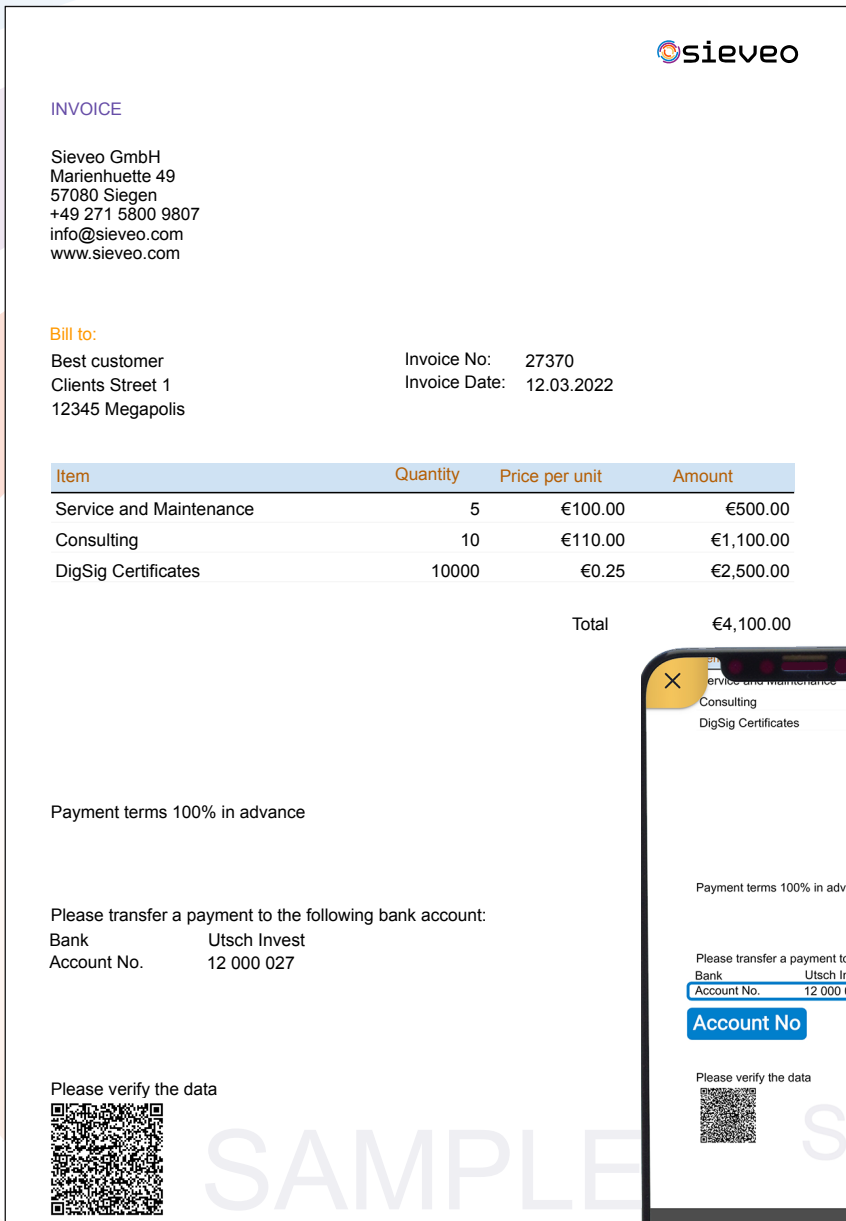 sieveo
INVOICE
Sieveo GmbH
Marienhuette 49
57080 Siegen
+49 271 5800 9807
info@sieveo.com
www.sieveo.com
Bill to:
Best customer
Clients Street 1
12345 Megapolis
Invoice No: 27370
Invoice Date: 12.03.2022
Item Quantity Price per unit Amount
Service and Maintenance 5 €100.00 €500.00
Consulting 10 €110.00 €1,100.00
DigSig Certificates 10000 €0.25 €2,500.00
Total €4,100.00
Payment terms 100% in advance
Please transfer a payment to the following bank account:
Bank Utsch Invest
Account No. 12 000 027
Please verify the data
SAMPLE
Consulting
DigSig Certificates
Payment terms 100% in adv
Please transfer a payment to
Bank Utsch In
Account No. 12 000
Account No
Please verify the data
S